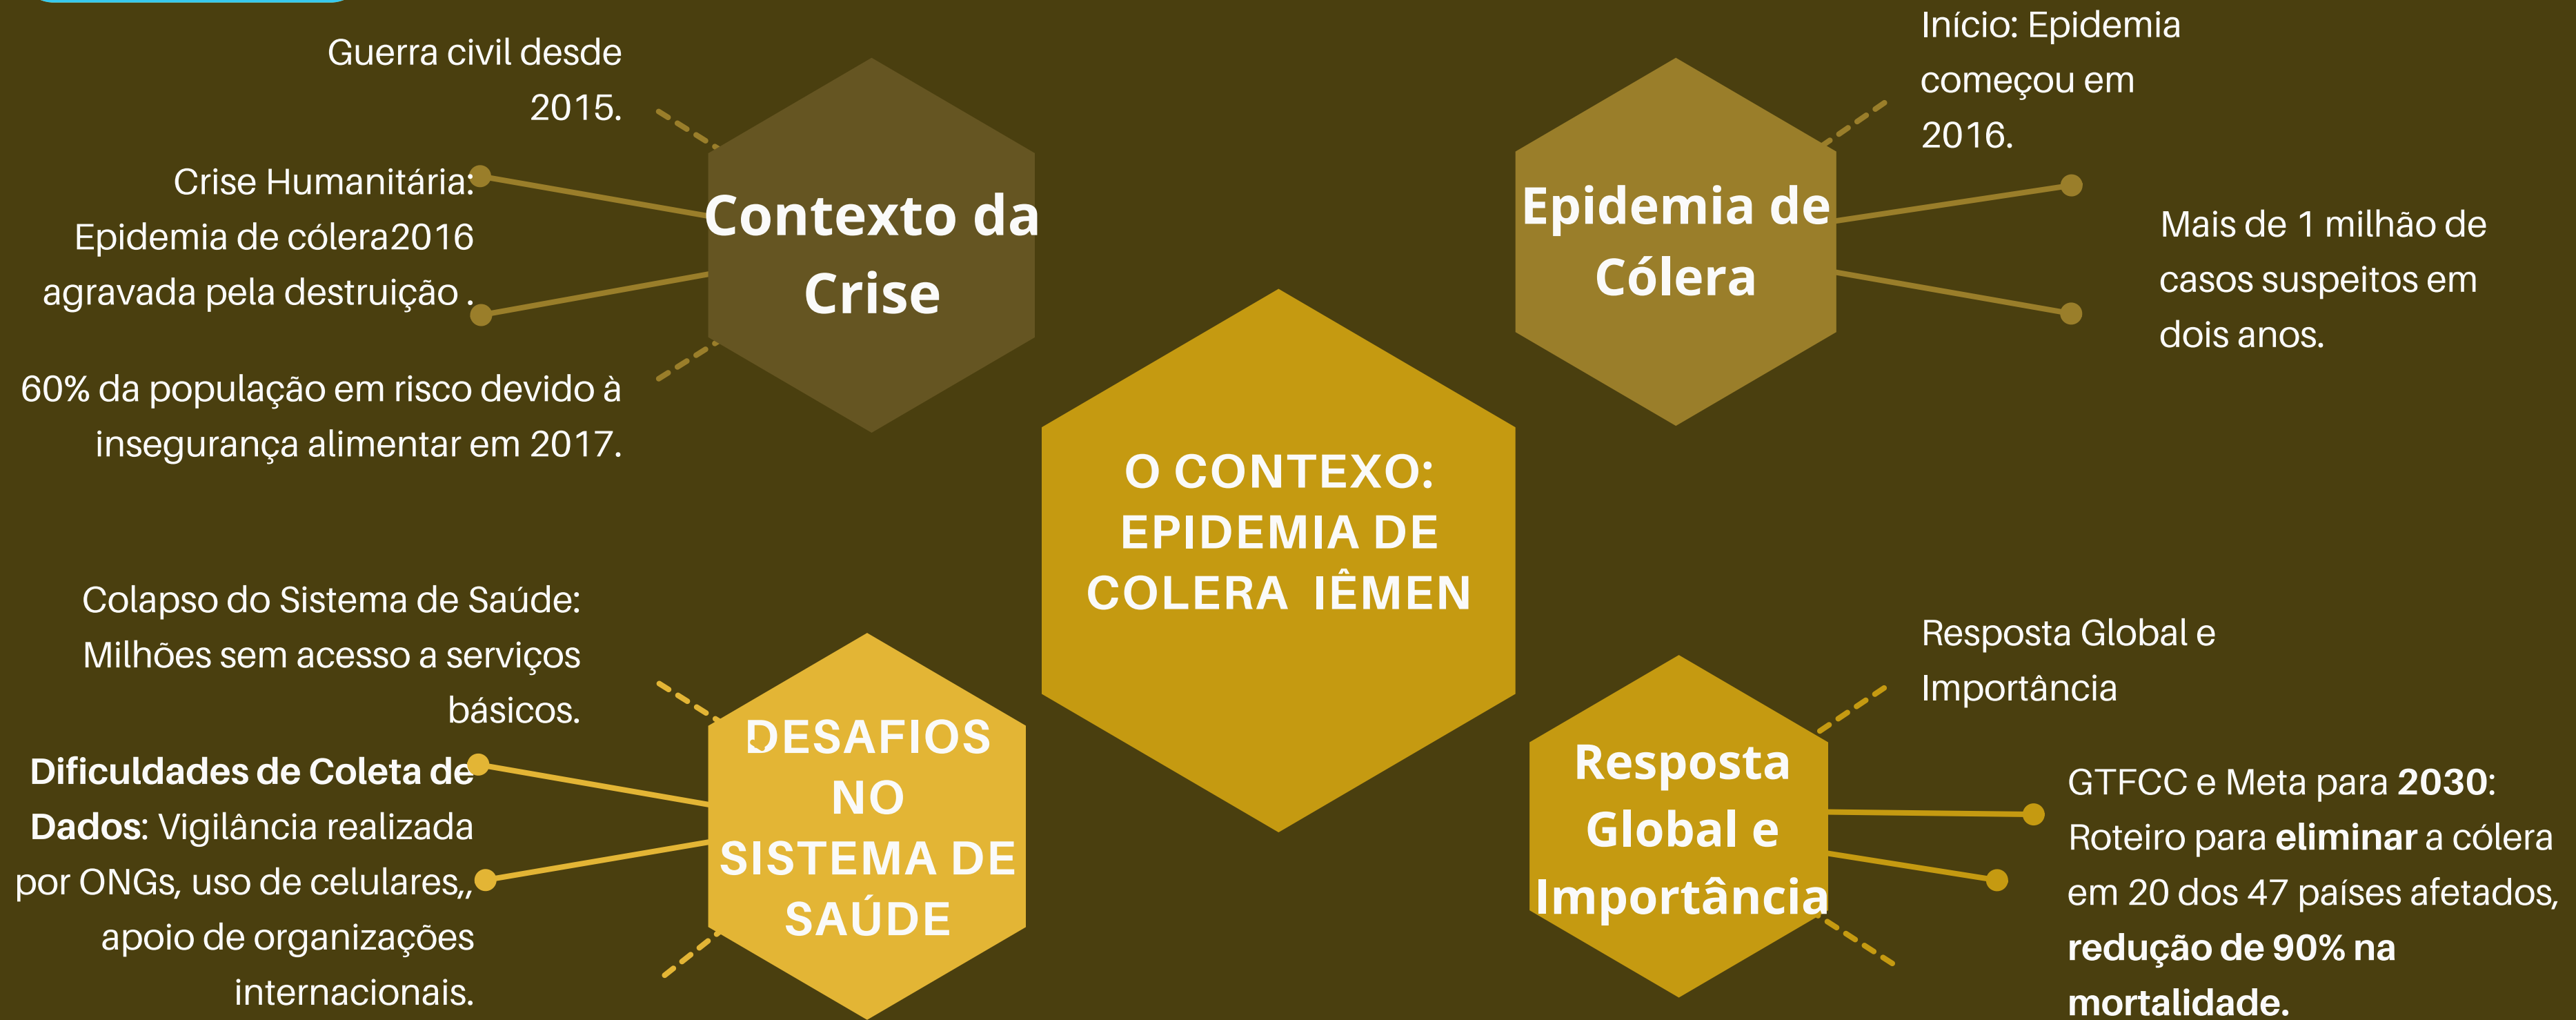 Guerra civil desde
2015.
Crise Humanitária:
Epidemia de cólera2016
agravada pela destruição .
60% da população em risco devido à
insegurança alimentar em 2017.
Contexto da
Crise
Início: Epidemia
começou em
2016.
Mais de 1 milhão de
casos suspeitos em
dois anos.
Epidemia de
Cólera
O CONTEXO:
EPIDEMIA DE
COLERA IÊMEN
Colapso do Sistema de Saúde:
Milhões sem acesso a serviços
básicos.
Dificuldades de Coleta de
Dados: Vigilância realizada
por ONGs, uso de celulares,,
apoio de organizações
internacionais.
DESAFIOS
NO
SISTEMA DE
SAÚDE
Resposta
Global e
Importância
Resposta Global e
Importância
GTFCC e Meta para 2030:
Roteiro para eliminar a cólera
em 20 dos 47 países afetados,
redução de 90% na
mortalidade.